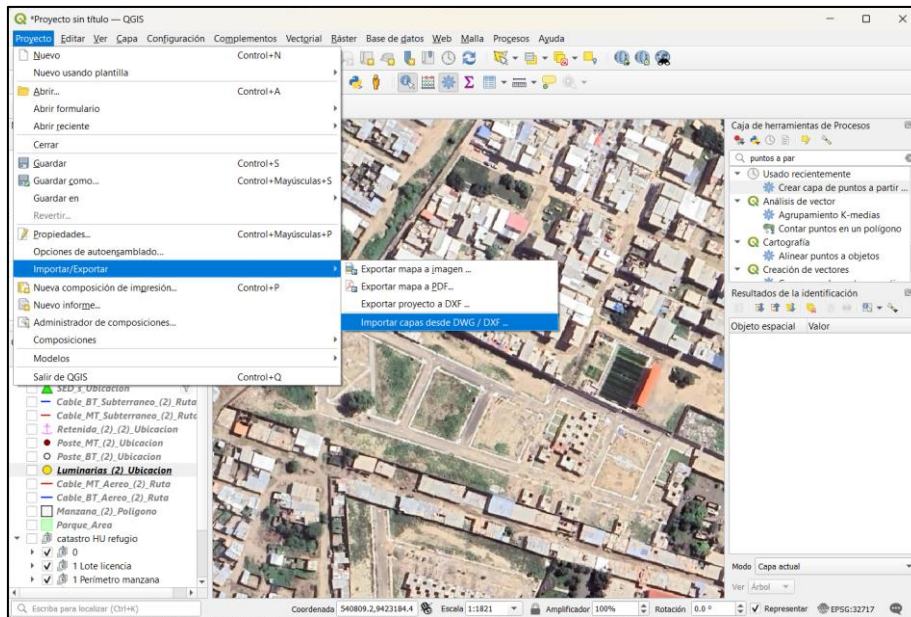 *Proyecto sin título — QGIS
Proyecto Editar Ver Capa Configuración Complementos Vectorial Ráster Base de datos Web Malla Procesos Ayuda
Nuevo Control+N
Nuevo usando plantilla
Abrir... Control+A
Abrir formulario
Abrir reciente
Cerrar
Guardar Control+S
Guardar como... Control+Mayúsculas+S
Guardar en
Revertir...
Propiedades... Control+Mayúsculas+P
Opciones de autoensamblado...
Importar/Exportar
Exportar mapa a imagen ...
Exportar mapa a PDF...
Exportar proyecto a DXF ...
Importar capas desde DWG / DXF ...
Nueva composición de impresión... Control+P
Nuevo informe...
Administrador de composiciones...
Composiciones
Modelos
Salir de QGIS Control+Q
SED_s_Ubicacion
Cable_BT_Subterraneo_(2)_Ruta
Cable_MT_Subterraneo_(2)_Rutc
Retenida_(2)_(2)_Ubicacion
Poste_MT_(2)_Ubicacion
Poste_BT_(2)_Ubicacion
Luminarias_(2)_Ubicacion
Cable_MT_Aereo_(2)_Ruta
Cable_BT_Aereo_(2)_Ruta
Manzana_(2)_Poligono
Parque_Area
catastro HU refugio
0
1 Lote licencia
1 Perímetro manzana
Caja de herramientas de Procesos
puntos a par
Usado recientemente
Crear capa de puntos a partir ...
Análisis de vector
Agrupamiento K-medias
Contar puntos en un polígono
Cartografía
Alinear puntos a objetos
Creación de vectores
Resultados de la identificación
Objeto espacial Valor
Modo Capa actual
Ver Árbol
Escriba para localizar (Ctrl+K) Coordenada 540809.2,9423184.4 Escala 1:1821 Amplificador 100% Rotación 0.0 ° Representar EPSG:32717